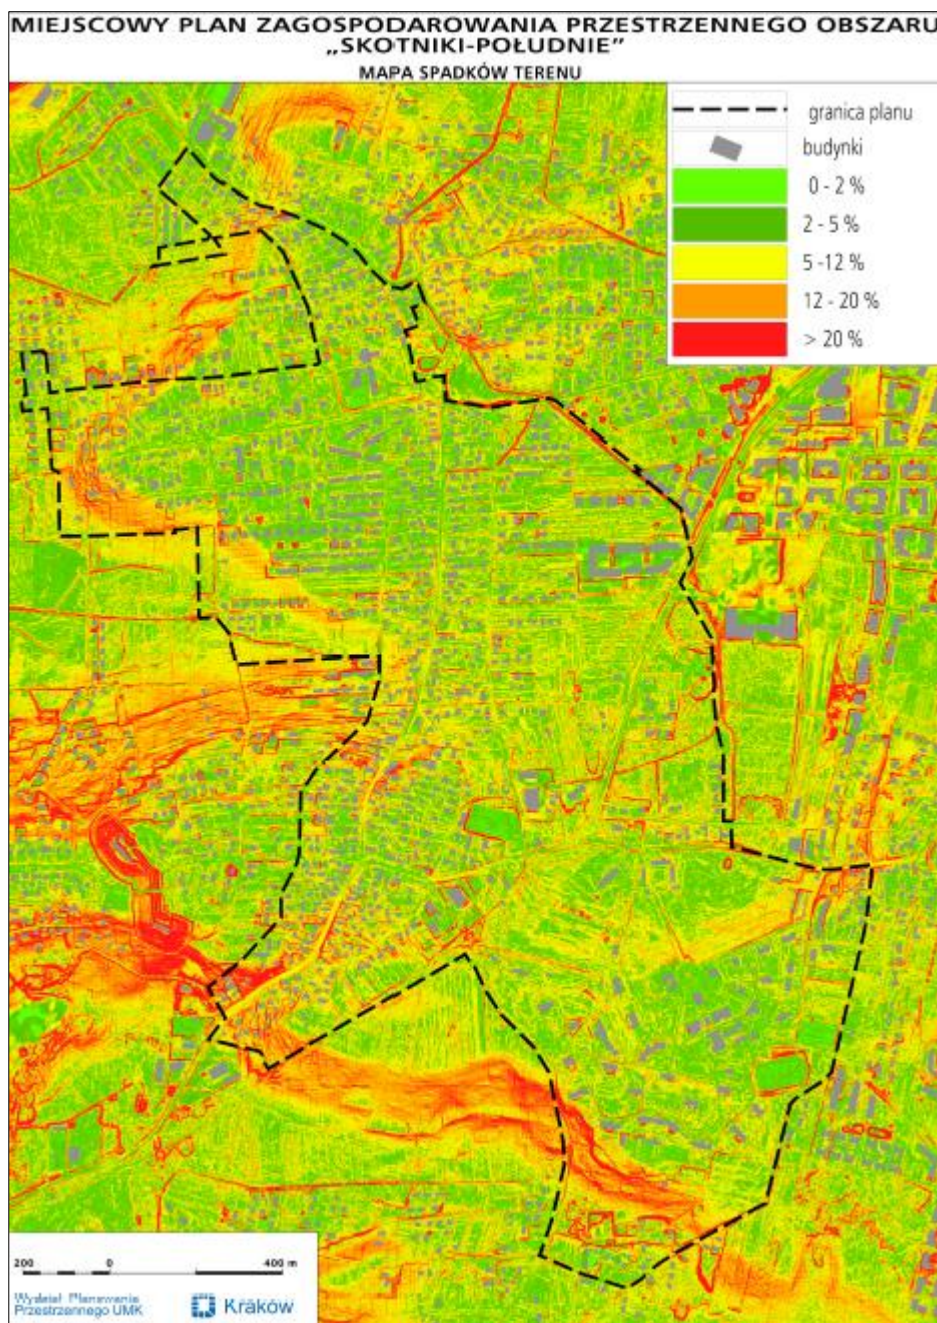 MIEJSCOWY PLAN ZAGOSPODAROWANIA PRZESTRZENNEGO OBSZARU
„SKOTNIKI-POŁUDNIE”
MAPA SPADKÓW TERENU
granica planu
budynki
0 - 2 %
2 - 5 %
5 -12 %
12 - 20 %
> 20 %
200 0 400 m
Wydział Planowania
Przestrzennego UMK
Kraków